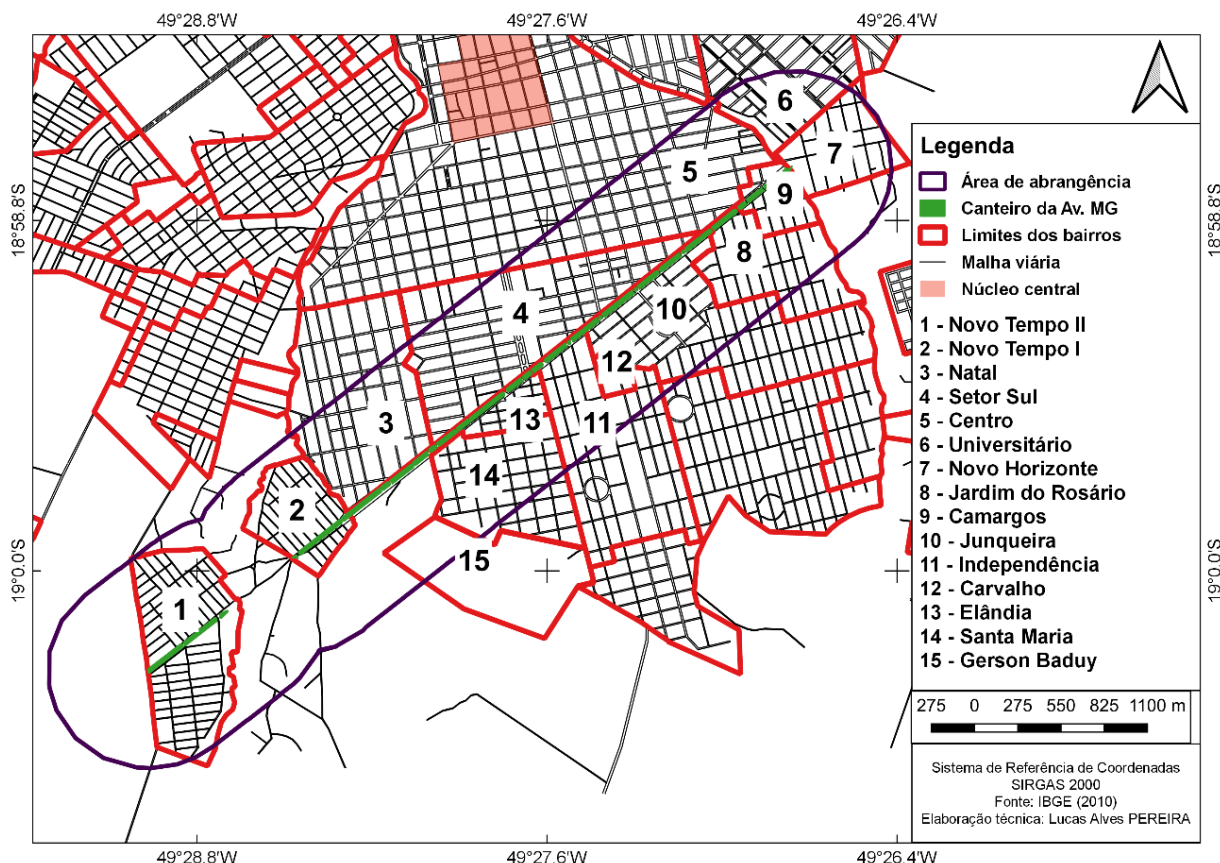 49°28.8'W 49°27.6'W 49°26.4'W
18°58.8'S
18°58.8'S
19°0.0'S
19°0.0'S
6
7
5
9
8
10
4
12
3
13
11
14
2
15
1
Legenda
Área de abrangência
Canteiro da Av. MG
Limites dos bairros
Malha viária
Núcleo central
1 - Novo Tempo II
2 - Novo Tempo I
3 - Natal
4 - Setor Sul
5 - Centro
6 - Universitário
7 - Novo Horizonte
8 - Jardim do Rosário
9 - Camargos
10 - Junqueira
11 - Independência
12 - Carvalho
13 - Elândia
14 - Santa Maria
15 - Gerson Baduy
275 0 275 550 825 1100 m
Sistema de Referência de Coordenadas
SIRGAS 2000
Fonte: IBGE (2010)
Elaboração técnica: Lucas Alves PEREIRA
49°28.8'W 49°27.6'W 49°26.4'W